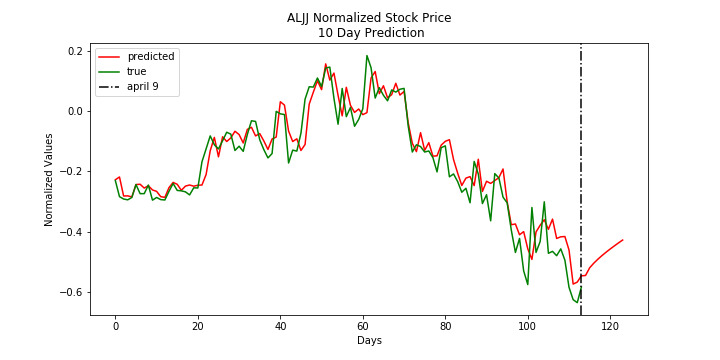 ALJJ Normalized Stock Price
10 Day Prediction
predicted
true
april 9
0.2
0.0
−0.2
−0.4
−0.6
Normalized Values
0 20 40 60 80 100 120
Days